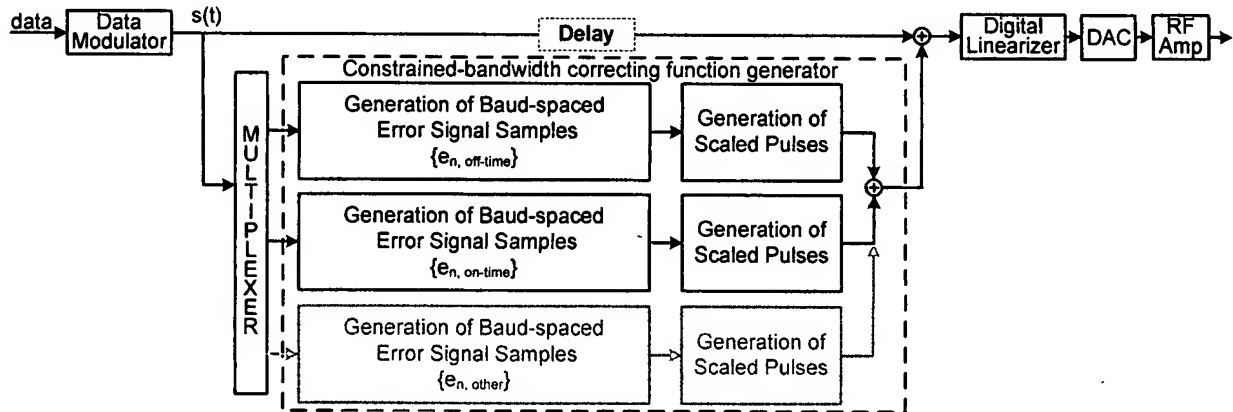 data
Data
Modulator
s(t)
Delay
Digital
Linearizer
DAC
RF
Amp
Constrained-bandwidth correcting function generator
MULTIPLEXER
Generation of Baud-spaced
Error Signal Samples
{en, off-time}
Generation of
Scaled Pulses
Generation of Baud-spaced
Error Signal Samples
{en, on-time}
Generation of
Scaled Pulses
Generation of Baud-spaced
Error Signal Samples
{en, other}
Generation of
Scaled Pulses